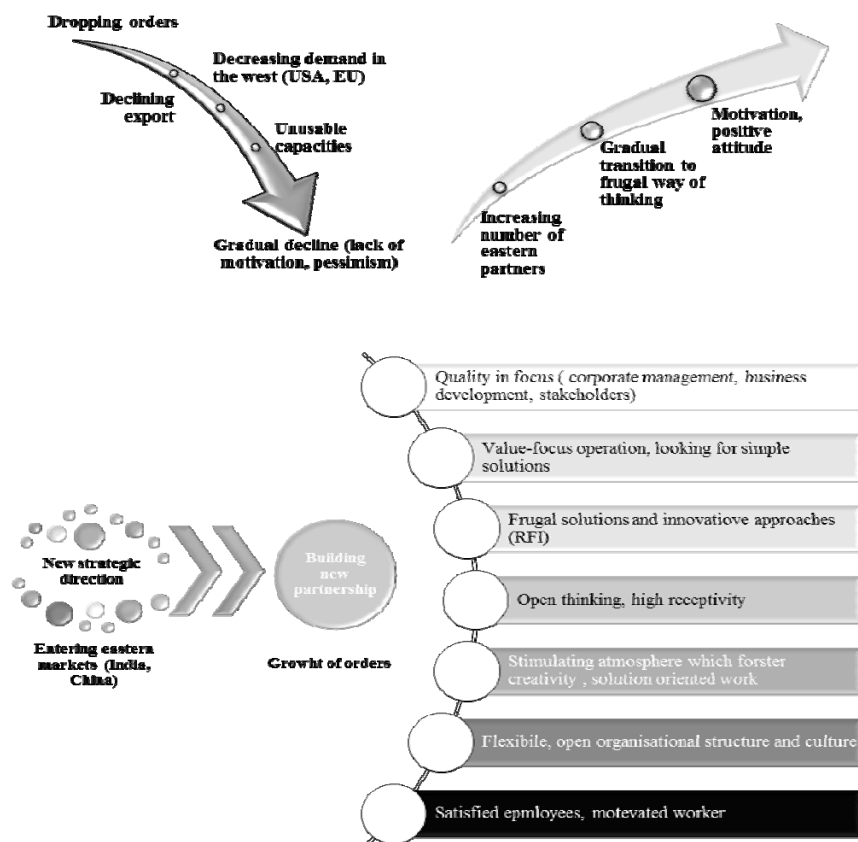 Dropping orders
Decreasing demand in
the west (USA, EU)
Declining
export
Unusable
capacities
Gradual decline (lack of
motivation, pessimism)
Motivation,
positive
attitude
Gradual
transition to
frugal way of
thinking
Increasing
number of
eastern
partners
New strategic
direction
Entering eastern
markets (India,
China)
Building
new
partnership
Growht of orders
Quality in focus ( corporate management, business
development, stakeholders)
Value-focus operation, looking for simple
solutions
Frugal solutions and innovatiove approaches
(RFI)
Open thinking, high receptivity
Stimulating atmosphere which forster
creativity , solution oriented work
Flexibile, open organisational structure and culture
Satisfied epmloyees, motevated worker